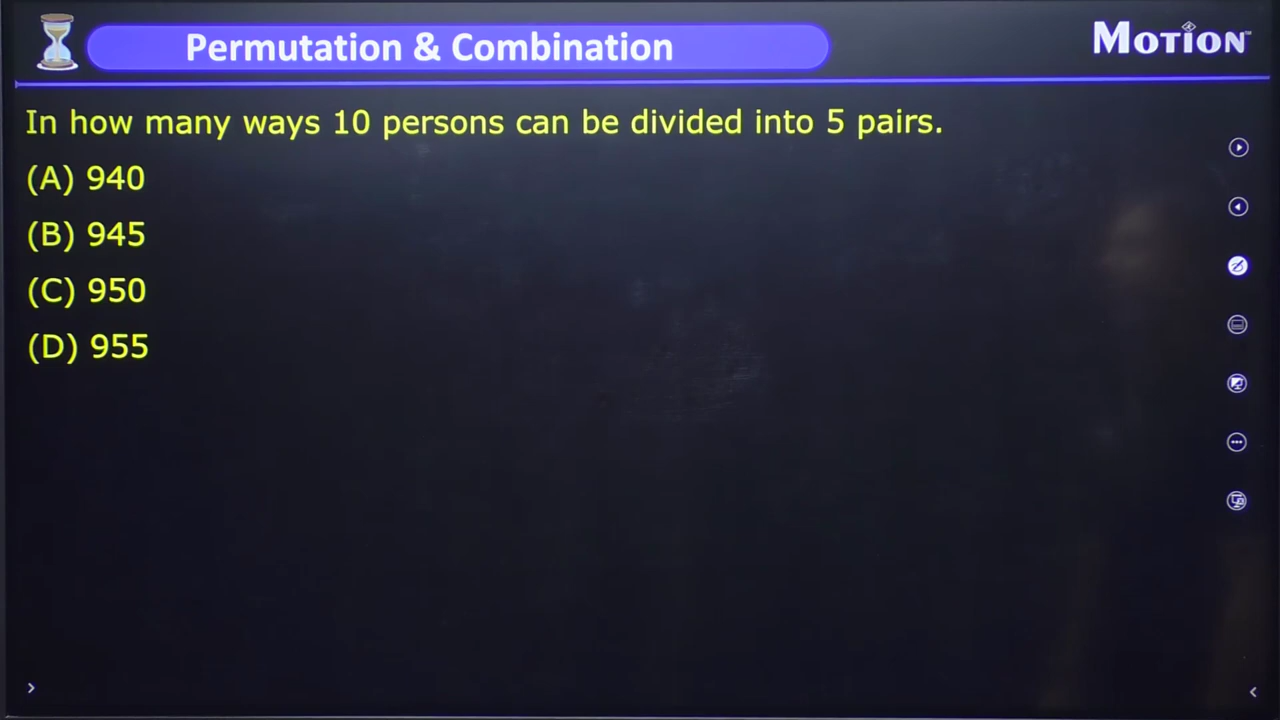 Permutation & Combination
MOTION
In how many ways 10 persons can be divided into 5 pairs.
(A) 940
(B) 945
(C) 950
(D) 955